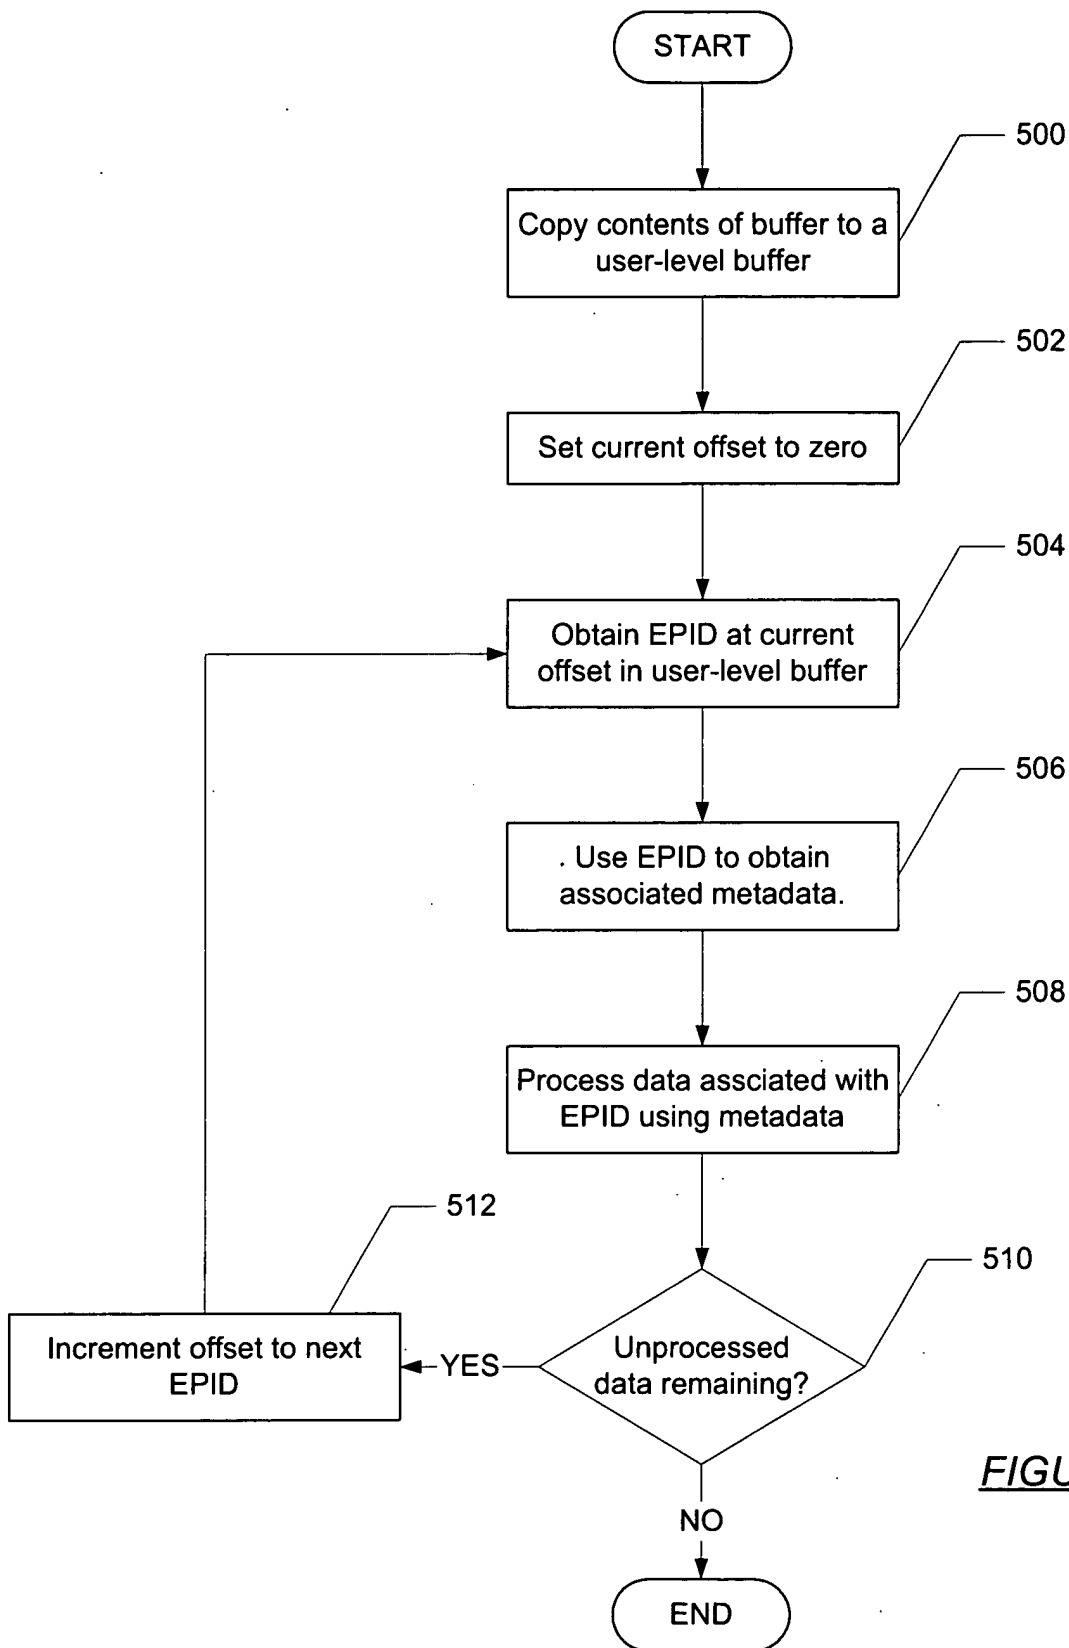 START
500
Copy contents of buffer to a
user-level buffer
502
Set current offset to zero
504
Obtain EPID at current
offset in user-level buffer
506
Use EPID to obtain
associated metadata.
508
Process data assciated with
EPID using metadata
512
510
Increment offset to next
EPID
YES
Unprocessed
data remaining?
NO
END